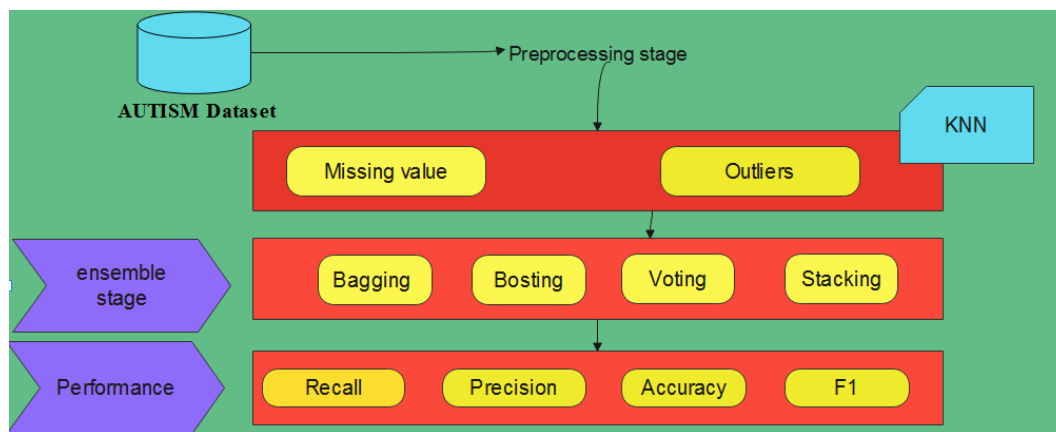 Preprocessing stage
AUTISM Dataset
KNN
Missing value
Outliers
ensemble
stage
Bagging
Bosting
Voting
Stacking
Performance
Recall
Precision
Accuracy
F1